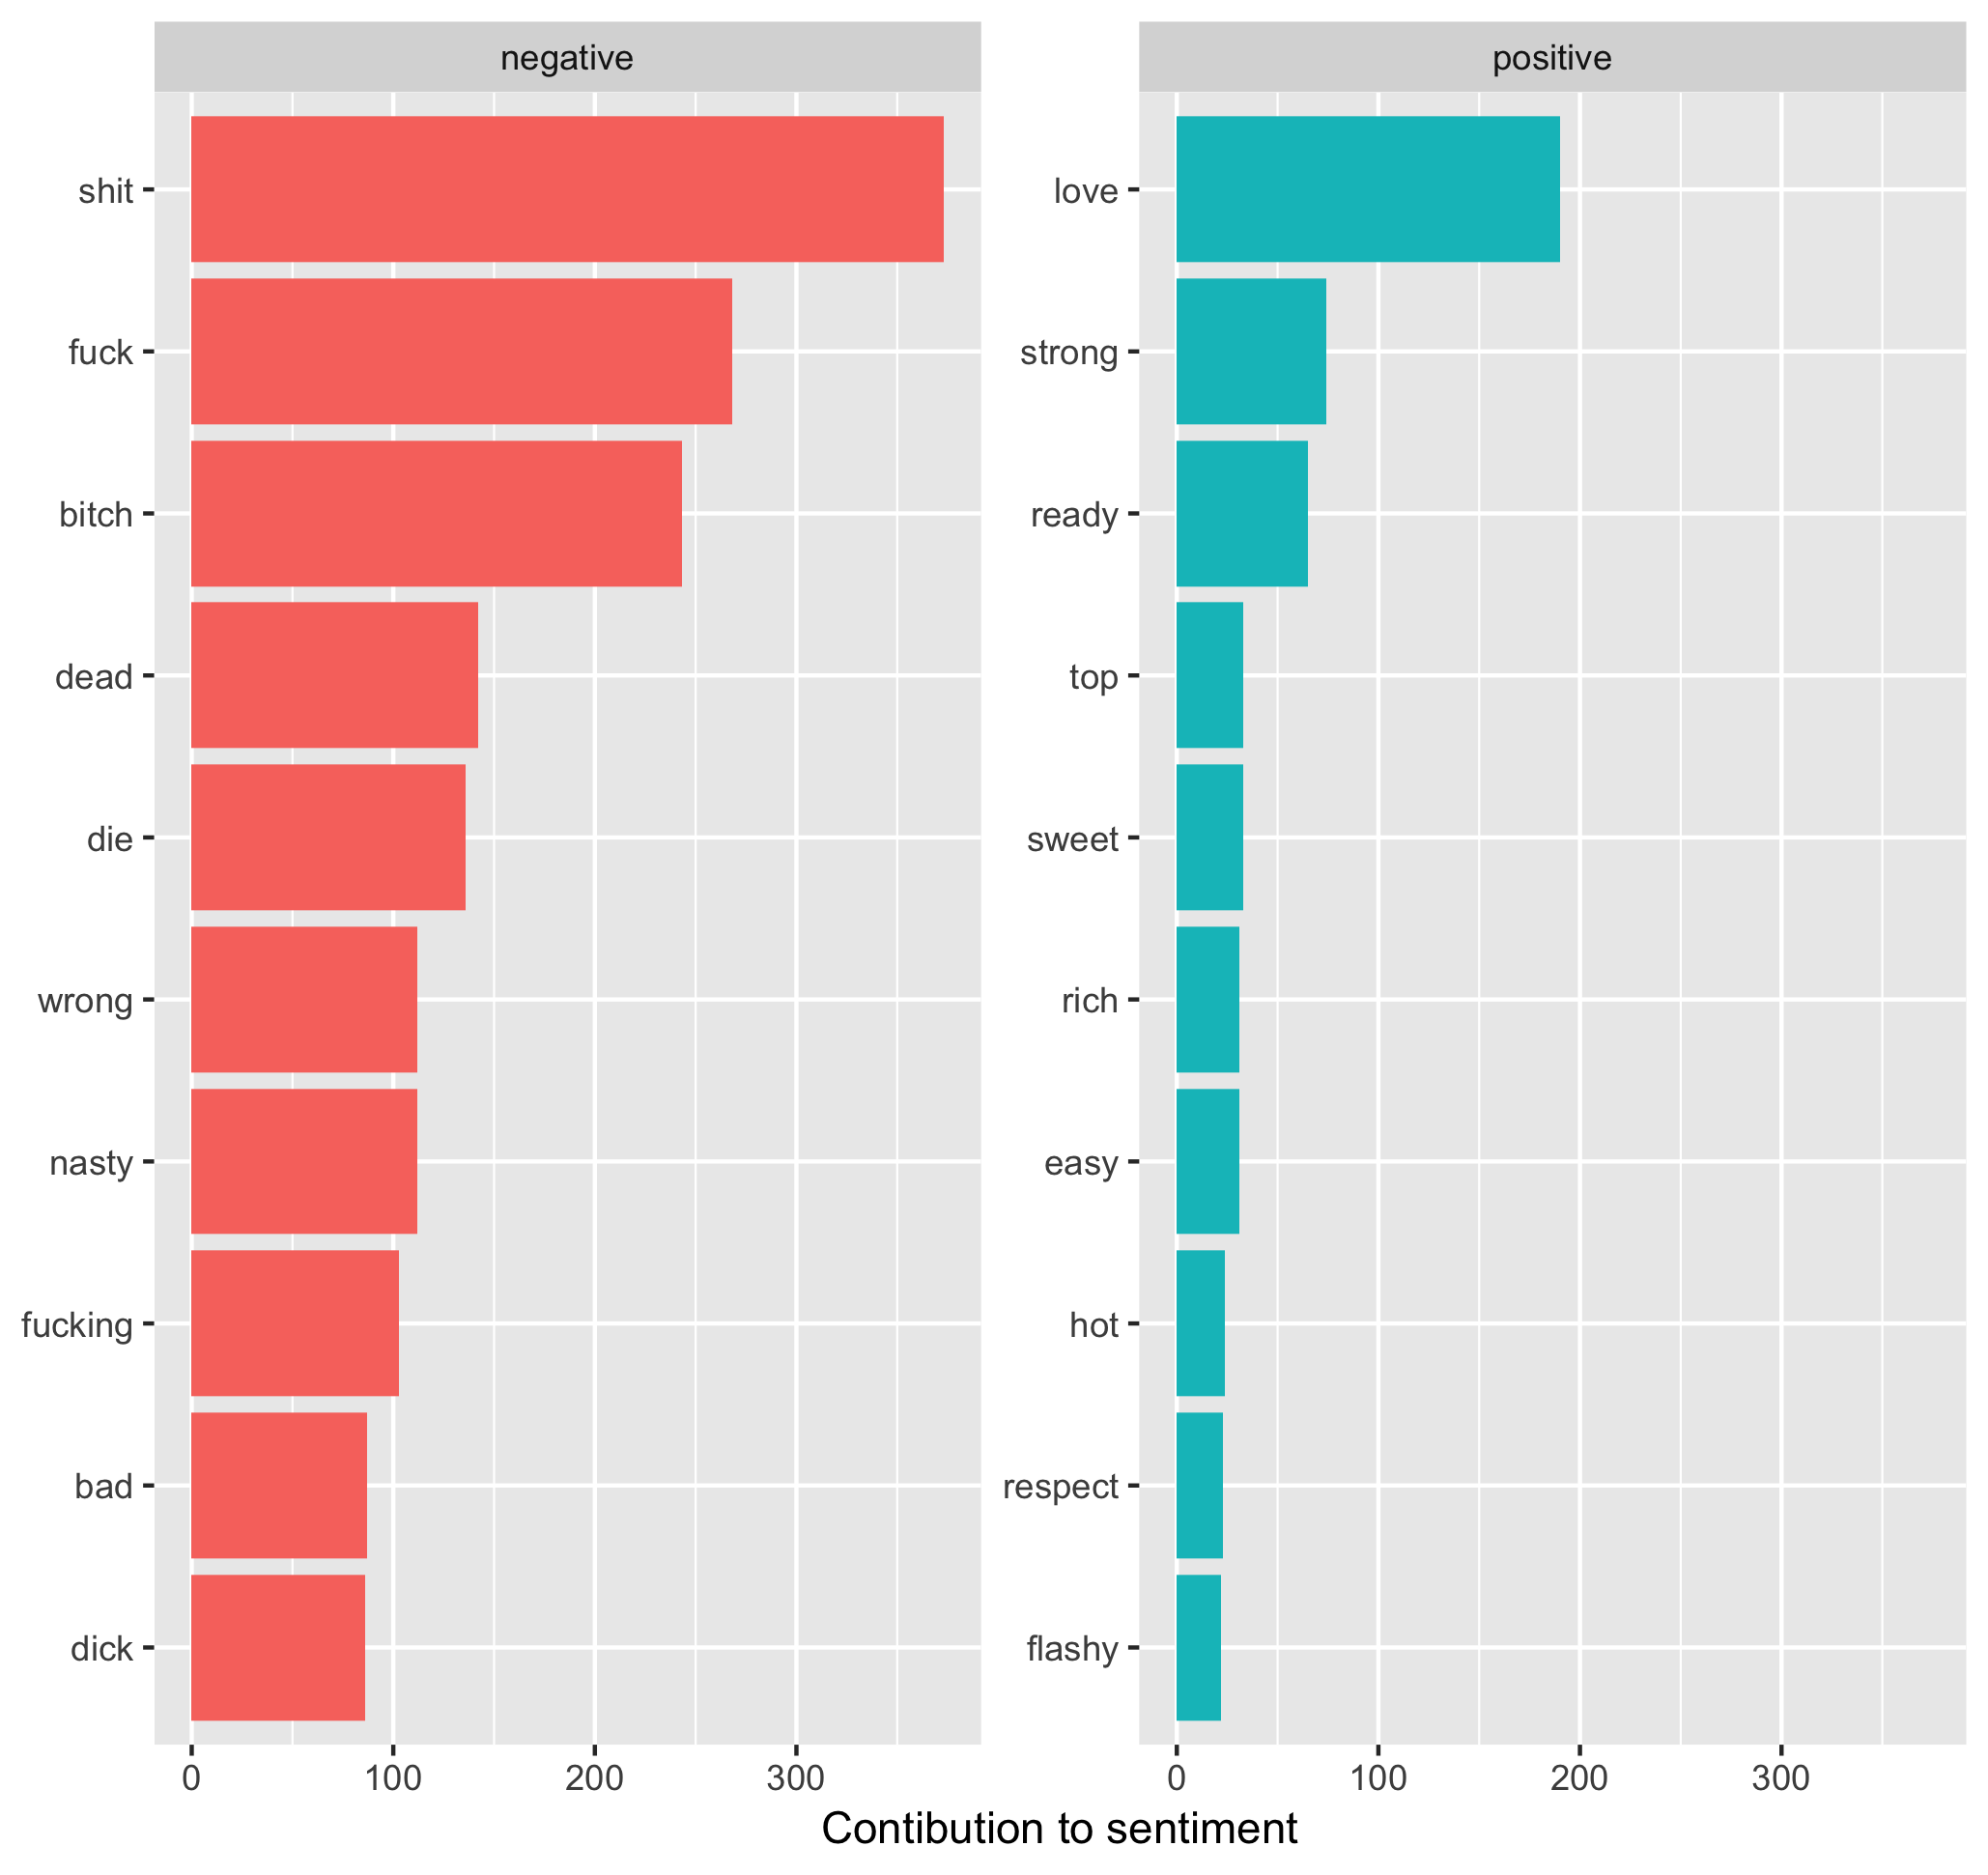 negative
shit
fuck
bitch
dead
die
wrong
nasty
fucking
bad
dick
0 100 200 300
positive
love
strong
ready
top
sweet
rich
easy
hot
respect
flashy
0 100 200 300
Contibution to sentiment